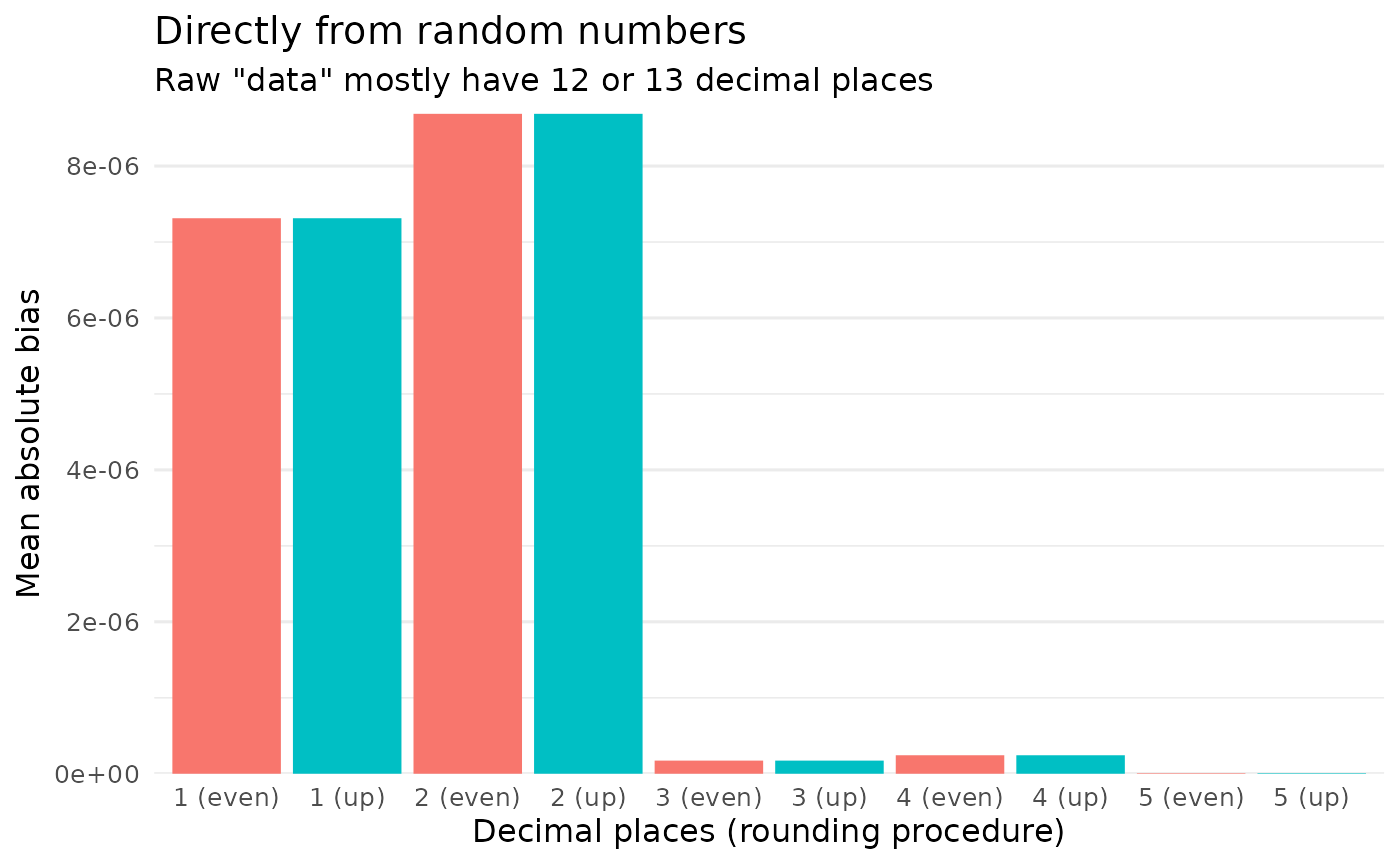 Directly from random numbers
Raw "data" mostly have 12 or 13 decimal places
8e-06
6e-06
4e-06
2e-06
0e+00
Mean absolute bias
1 (even) 1 (up) 2 (even) 2 (up) 3 (even) 3 (up) 4 (even) 4 (up) 5 (even) 5 (up)
Decimal places (rounding procedure)